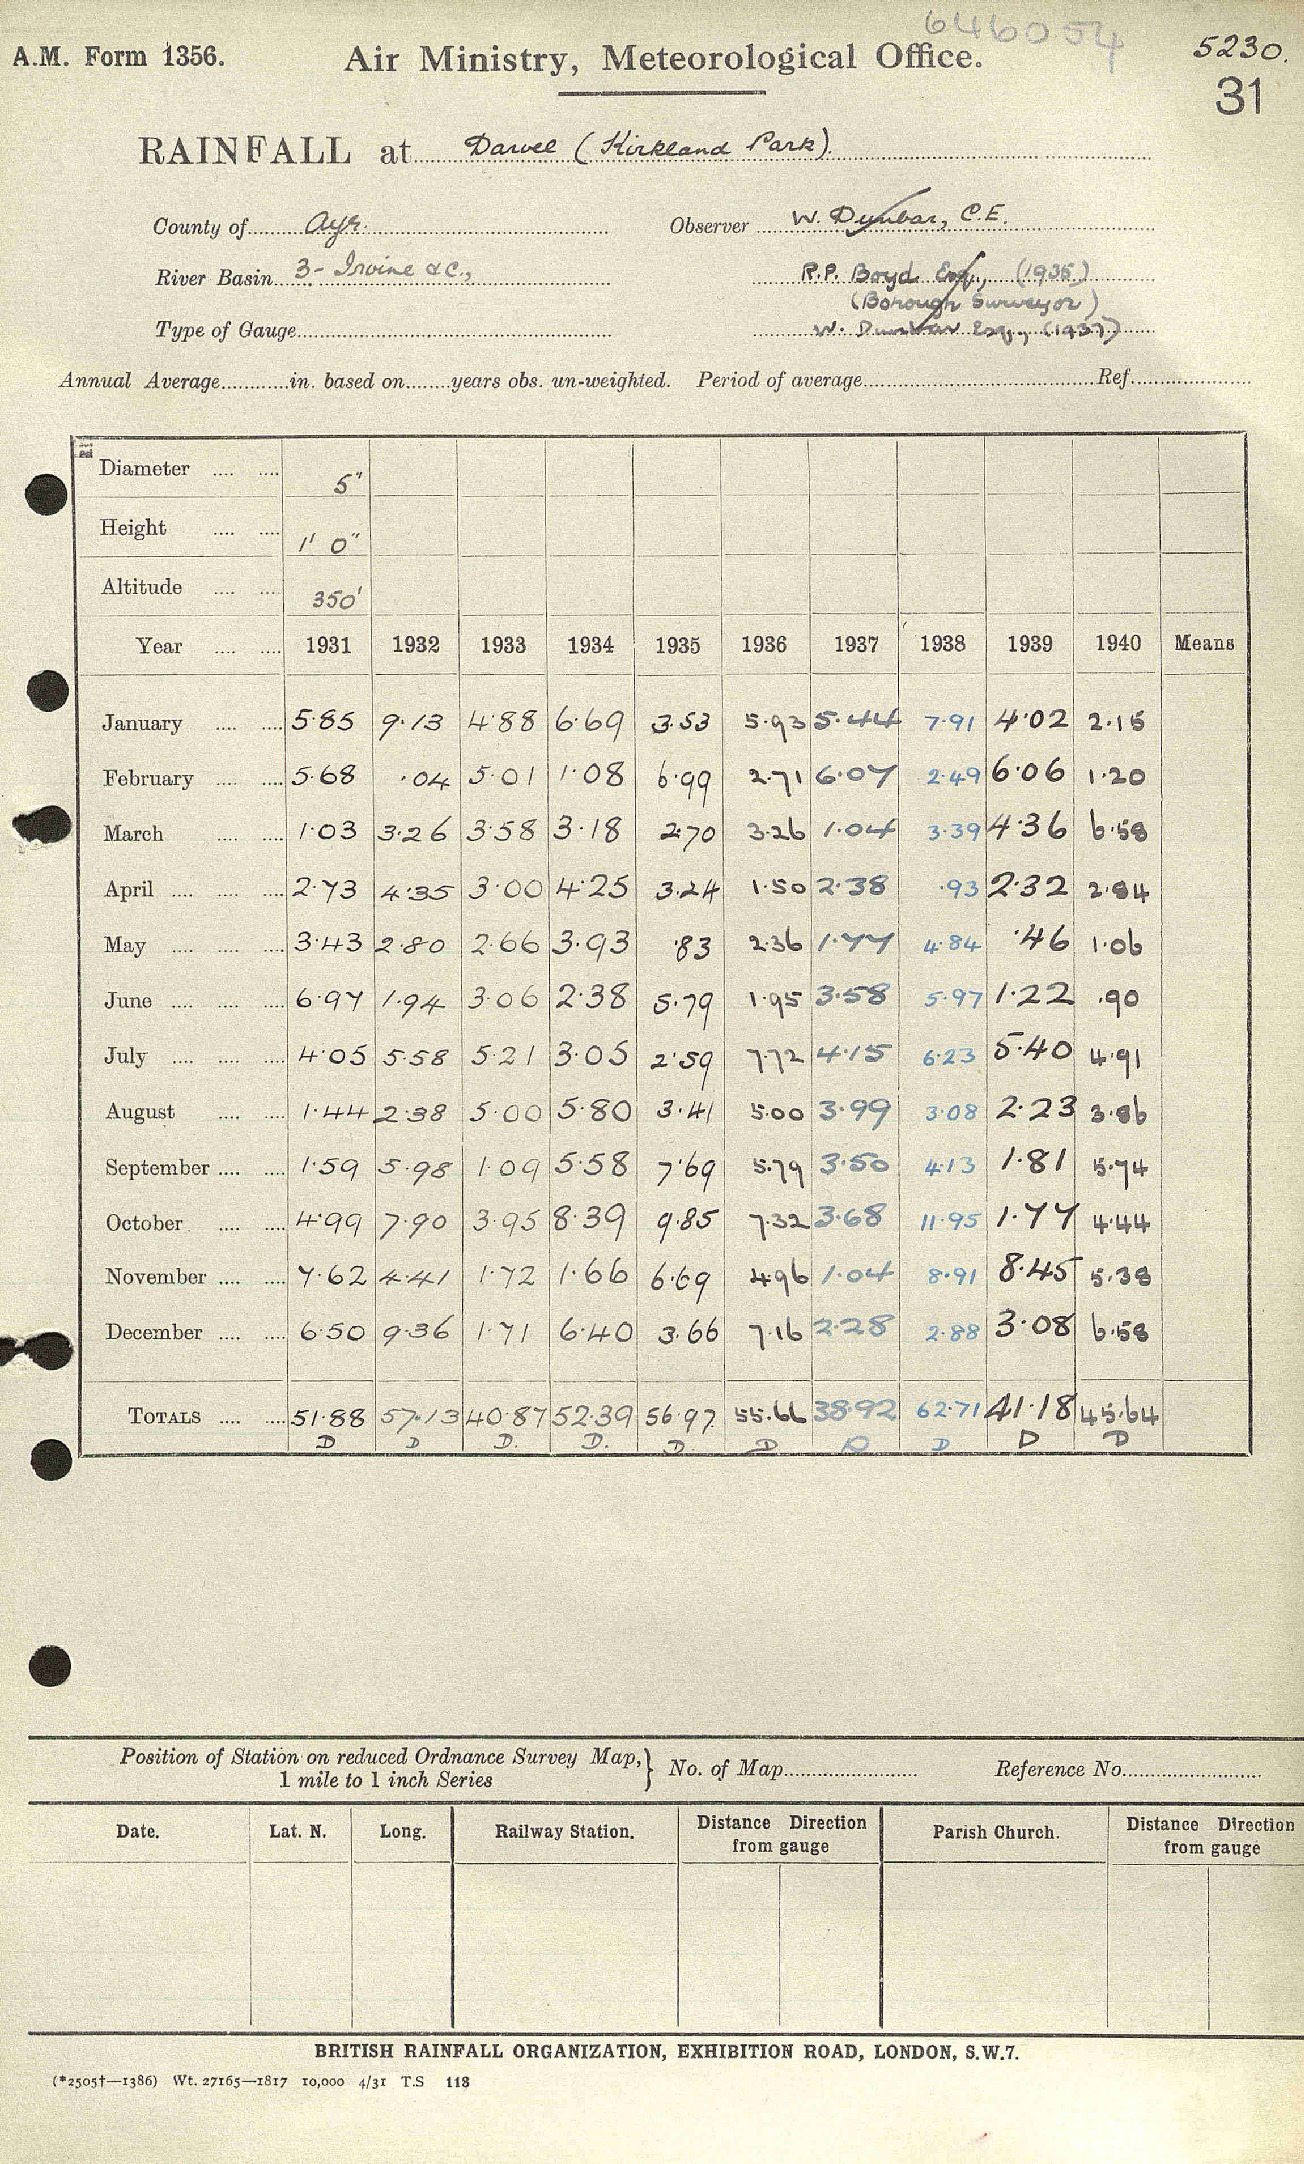 646054
A.M. Form 1356. Air Ministry, Meteorological Office. 5230.
31
RAINFALL at Darvel (Kirkland Park).
County of Ayr. Observer W. Dunbar, C.E.
River Basin 3- Irvine &c., R.P. Boyd Esq., (1935)
(Borough Surveyor)
Type of Gauge W. Dunbar Esq., (1937)
Annual Average in. based on years obs. un-weighted. Period of average Ref.
Diameter 5"
Height 1' 0"
Altitude 350'
Year 1931 1932 1933 1934 1935 1936 1937 1938 1939 1940 Means
January 5.85 9.13 4.88 6.69 3.53 5.93 5.44 7.91 4.02 2.15
February 5.68 .04 5.01 1.08 6.99 2.71 6.07 2.49 6.06 1.20
March 1.03 3.26 3.58 3.18 2.70 3.26 1.04 3.39 4.36 6.58
April 2.73 4.35 3.00 4.25 3.24 1.50 2.38 .93 2.32 2.84
May 3.43 2.80 2.66 3.93 .83 2.36 1.77 4.84 .46 1.06
June 6.97 1.94 3.06 2.38 5.79 1.95 3.58 5.97 1.22 .90
July 4.05 5.58 5.21 3.05 2.59 7.72 4.15 6.23 5.40 4.91
August 1.44 2.38 5.00 5.80 3.41 5.00 3.99 3.08 2.23 3.86
September 1.59 5.98 1.09 5.58 7.69 5.79 3.50 4.13 1.81 5.74
October 4.99 7.90 3.95 8.39 9.85 7.32 3.68 11.95 1.77 4.44
November 7.62 4.41 1.72 1.66 6.69 4.96 1.04 8.91 8.45 5.38
December 6.50 9.36 1.71 6.40 3.66 7.16 2.28 2.88 3.08 6.58
TOTALS 51.88 57.13 40.87 52.39 56.97 55.66 38.92 62.71 41.18 45.64
D D D. D. D D D D D D
Position of Station on reduced Ordnance Survey Map, } No. of Map Reference No.
1 mile to 1 inch Series
Date. Lat. N. Long. Railway Station. Distance Direction from gauge Parish Church. Distance Direction from gauge
BRITISH RAINFALL ORGANIZATION, EXHIBITION ROAD, LONDON, S.W.7.
(*2505†—1386) Wt. 27165—1817 10,000 4/31 T.S 118